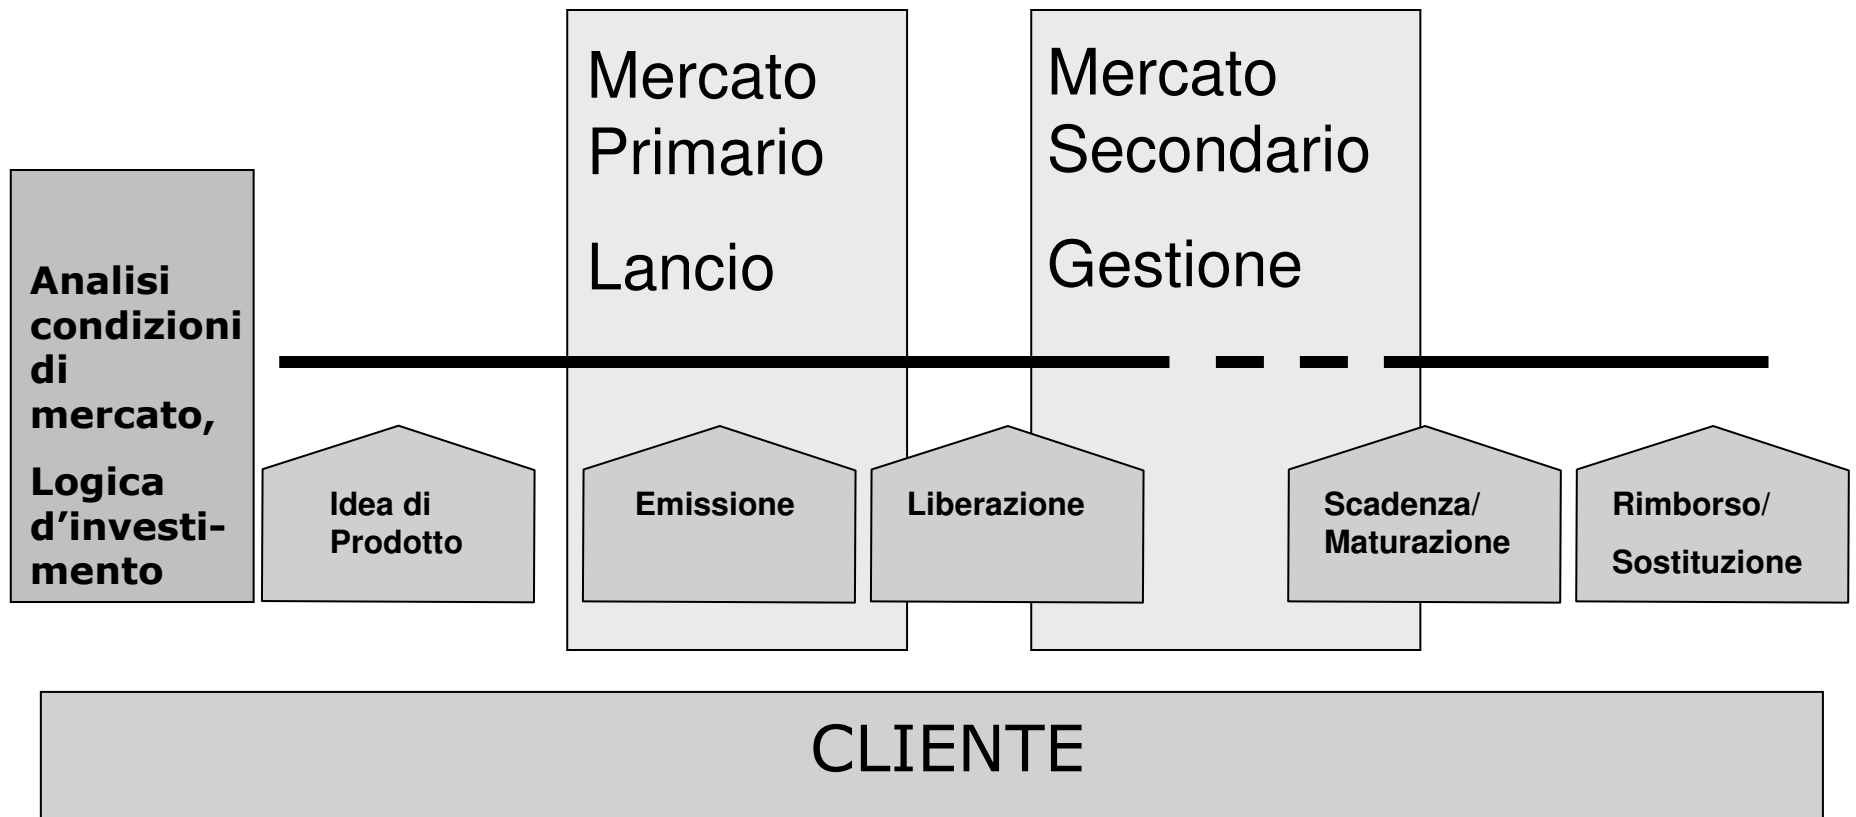 Mercato
Primario
Lancio
Mercato
Secondario
Gestione
Analisi
condizioni
di
mercato,
Logica
d’investi-
mento
Idea di
Prodotto
Emissione
Liberazione
Scadenza/
Maturazione
Rimborso/
Sostituzione
CLIENTE